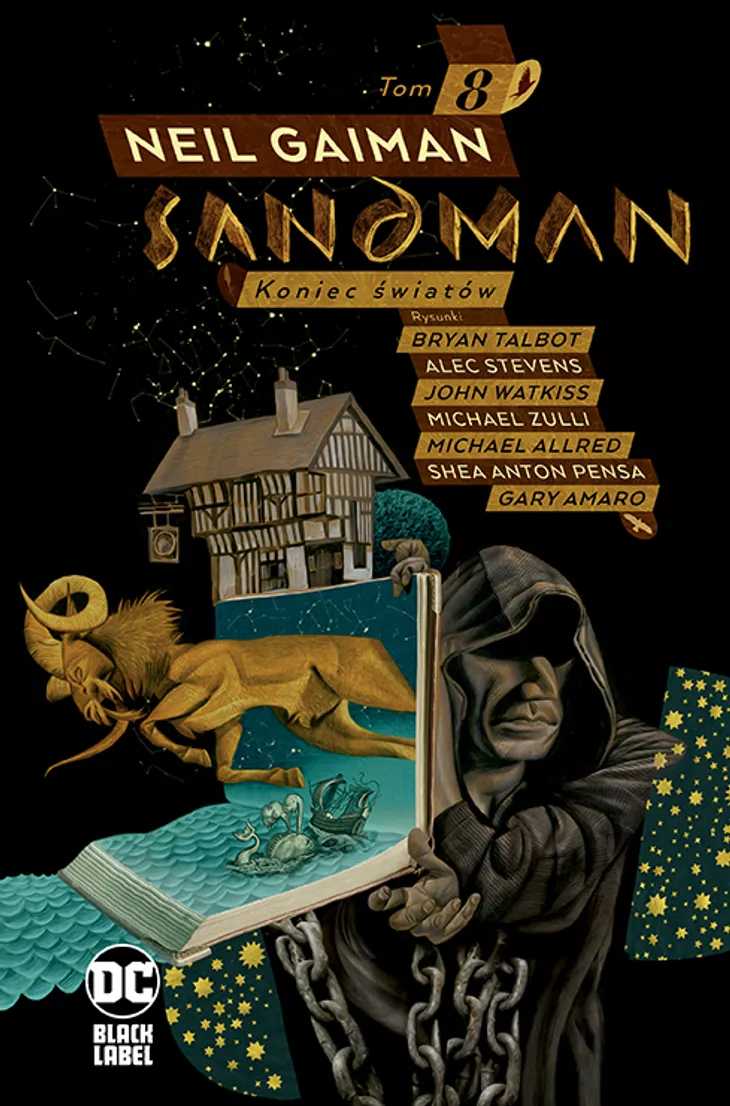 Tom 8
NEIL GAIMAN
SANDMAN
Koniec światów
Rysunki
BRYAN TALBOT
ALEC STEVENS
JOHN WATKISS
MICHAEL ZULLI
MICHAEL ALLRED
SHEA ANTON PENSA
GARY AMARO
DC
BLACK
LABEL